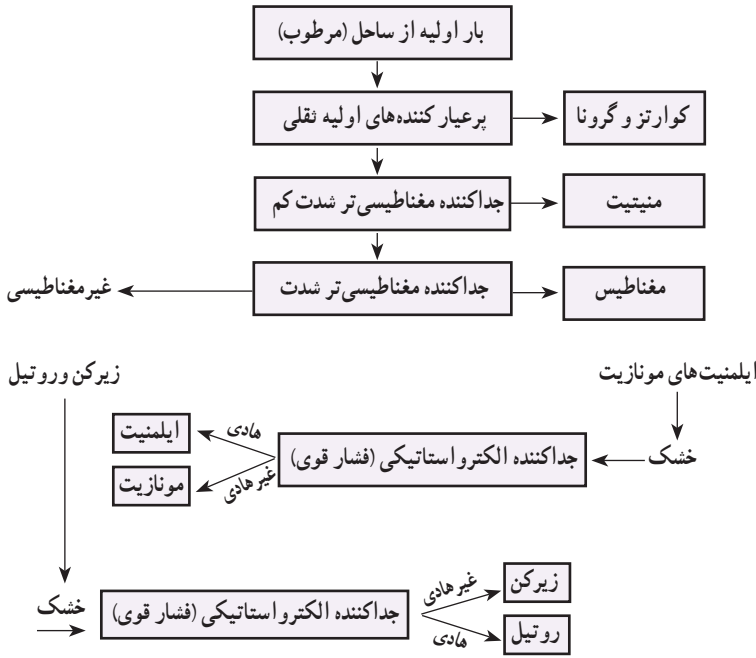 بار اولیه از ساحل (مرطوب)
پرعیار کننده‌های اولیه ثقلی
کوارتز و گرونا
جداکننده مغناطیسی‌تر شدت کم
منیتیت
جداکننده مغناطیسی‌تر شدت
مغناطیس
غیرمغناطیسی
ایلمنیت‌های مونازیت
زیرکن وروتیل
خشک
جداکننده الکترواستاتیکی (فشار قوی)
هادی
ایلمنیت
غیرهادی
مونازیت
خشک
جداکننده الکترواستاتیکی (فشار قوی)
غیرهادی
زیرکن
هادی
روتیل